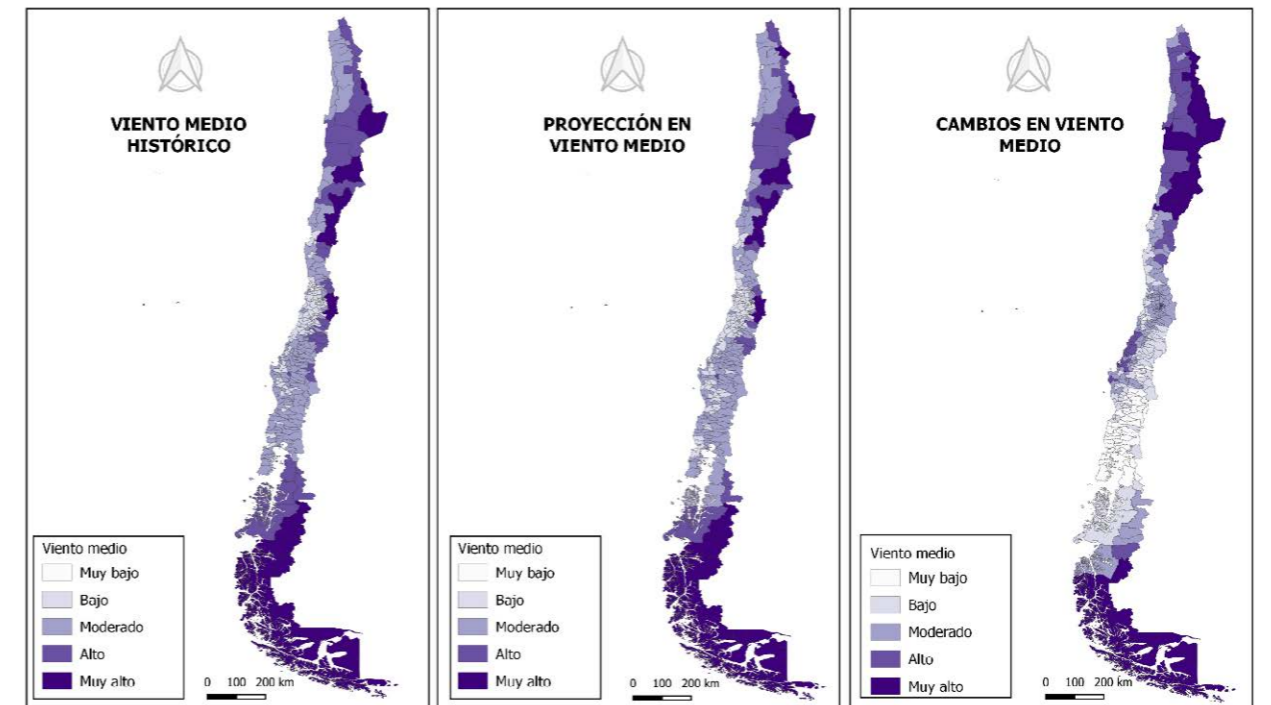 VIENTO MEDIO
HISTÓRICO
Viento medio
Muy bajo
Bajo
Moderado
Alto
Muy alto
0 100 200 km
PROYECCIÓN EN
VIENTO MEDIO
Viento medio
Muy bajo
Bajo
Moderado
Alto
Muy alto
0 100 200 km
CAMBIOS EN VIENTO
MEDIO
Viento medio
Muy bajo
Bajo
Moderado
Alto
Muy alto
0 100 200 km